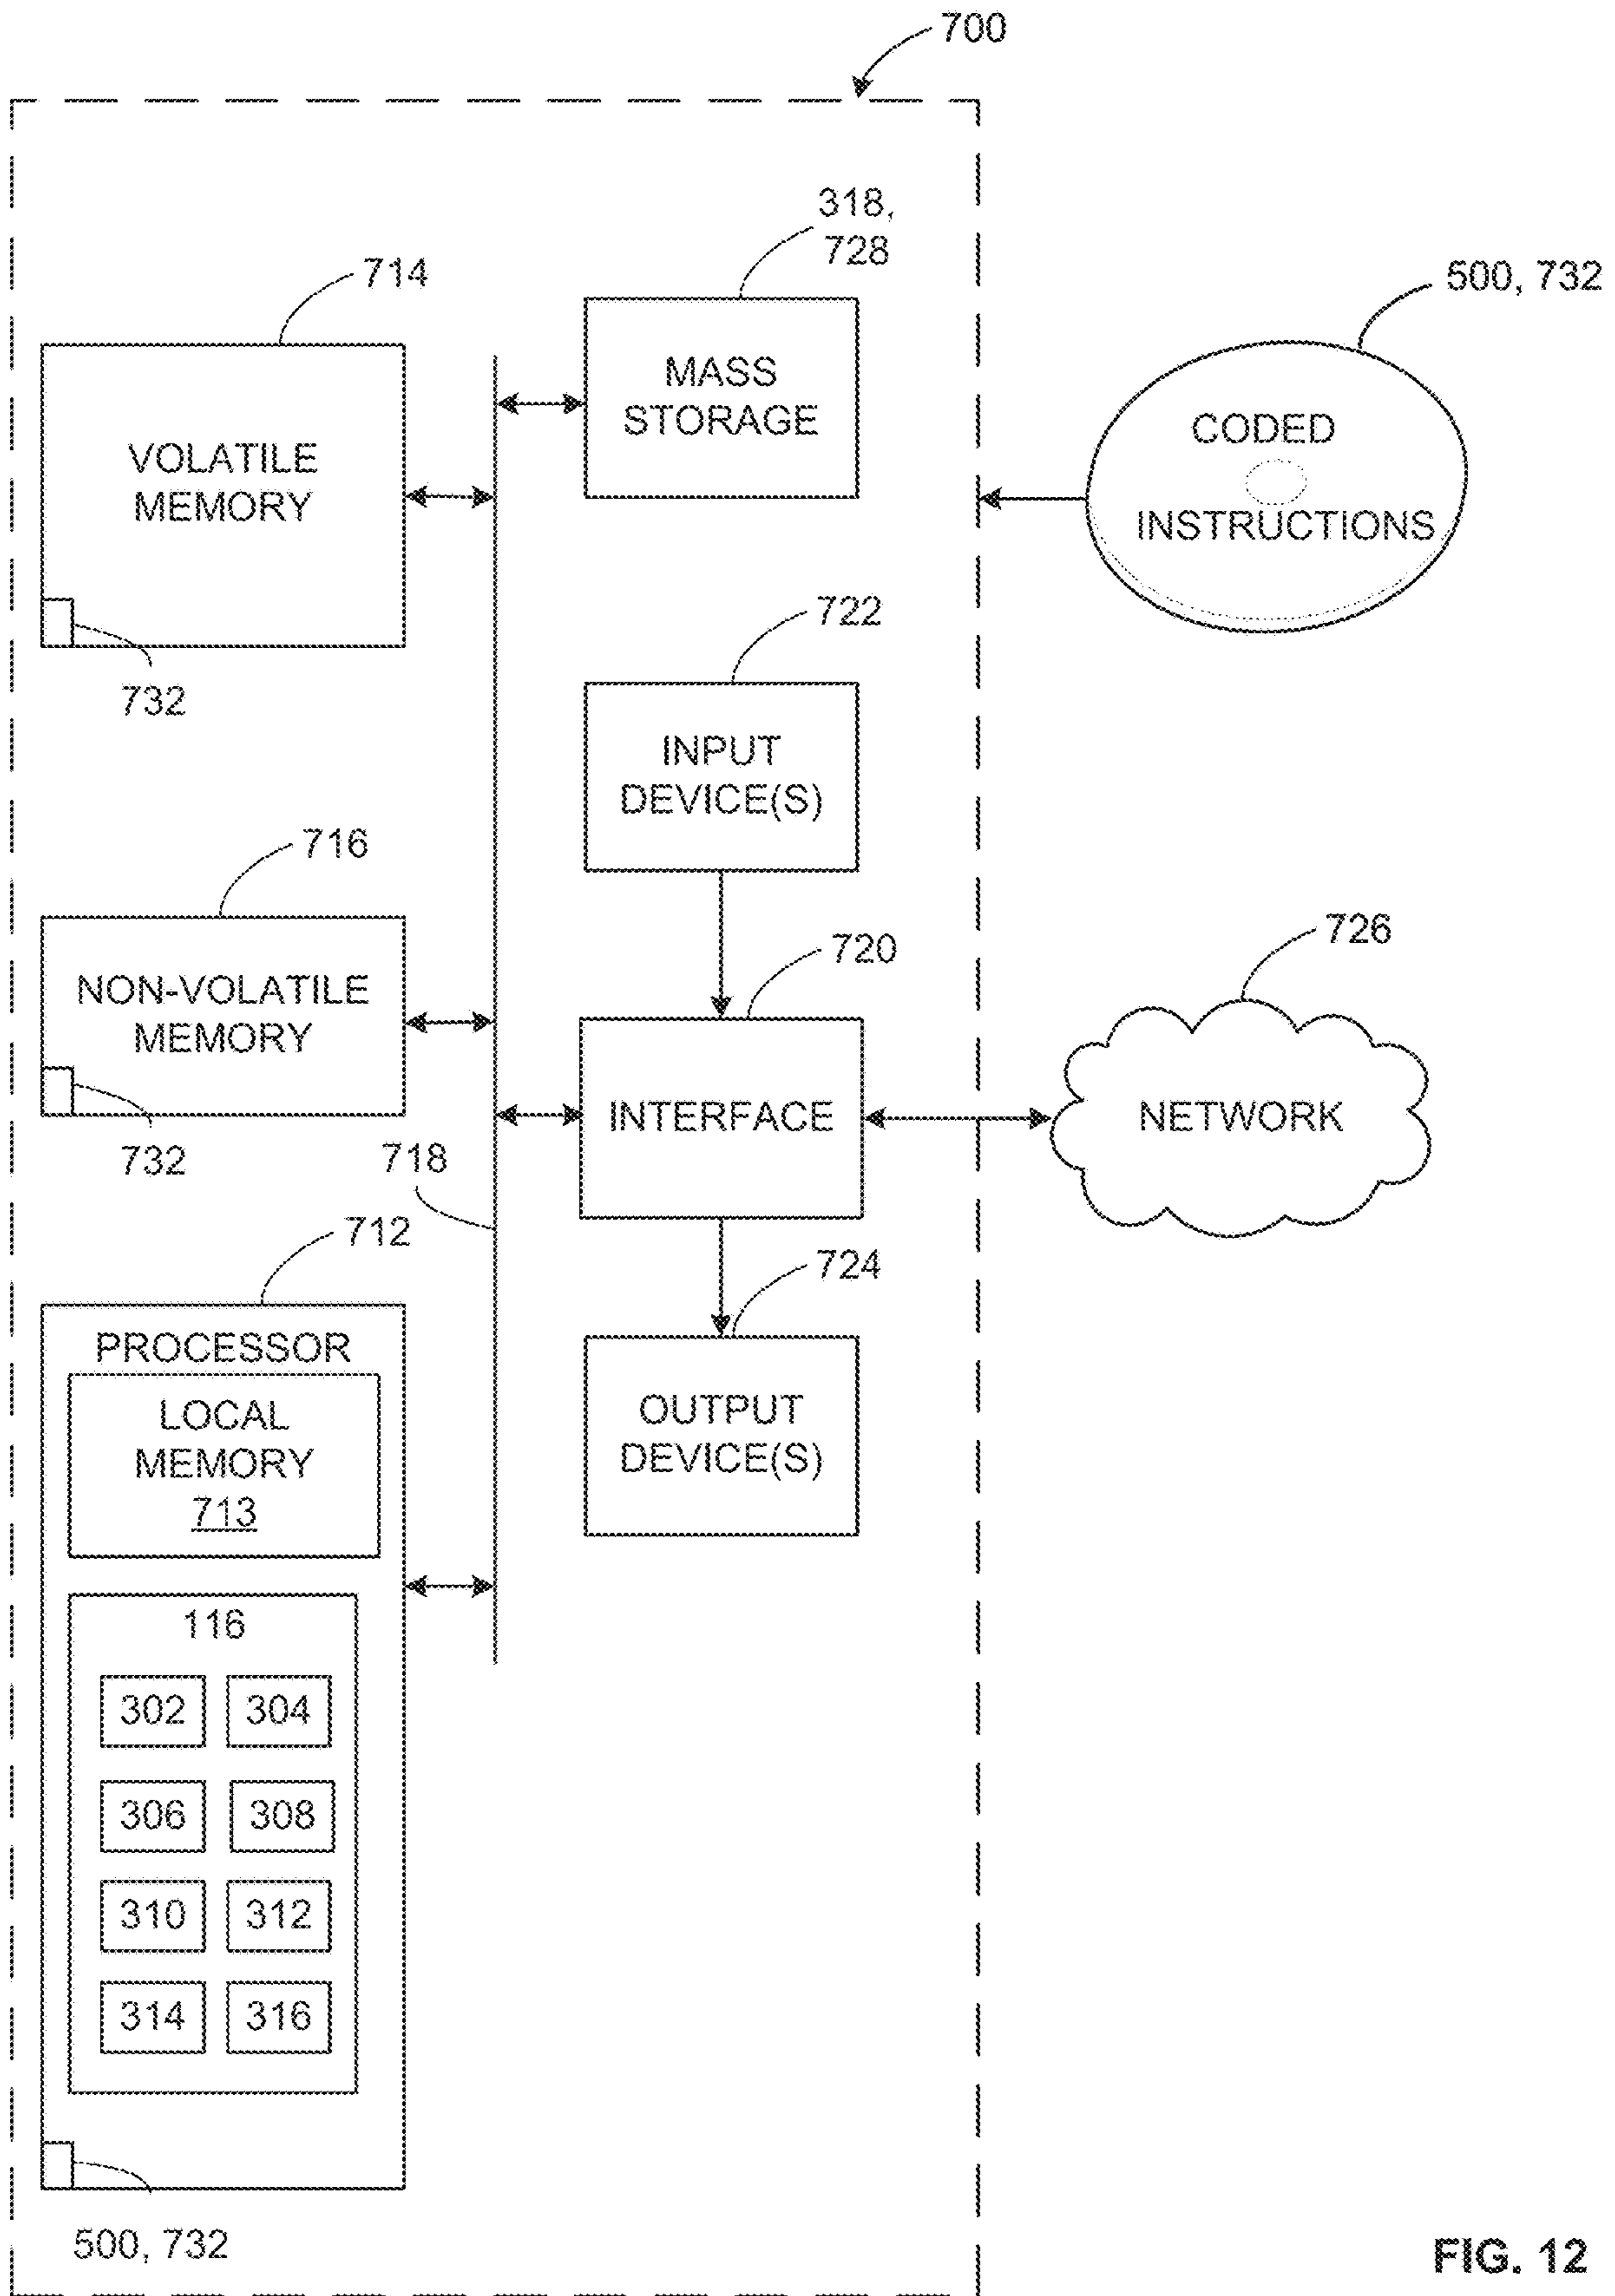 700
318,
728
714
500, 732
MASS
STORAGE
VOLATILE
MEMORY
CODED
INSTRUCTIONS
722
732
INPUT
DEVICE(S)
716
720
726
NON-VOLATILE
MEMORY
INTERFACE
NETWORK
732
718
712
724
PROCESSOR
LOCAL
MEMORY
713
OUTPUT
DEVICE(S)
116
302 304
306 308
310 312
314 316
500, 732
FIG. 12